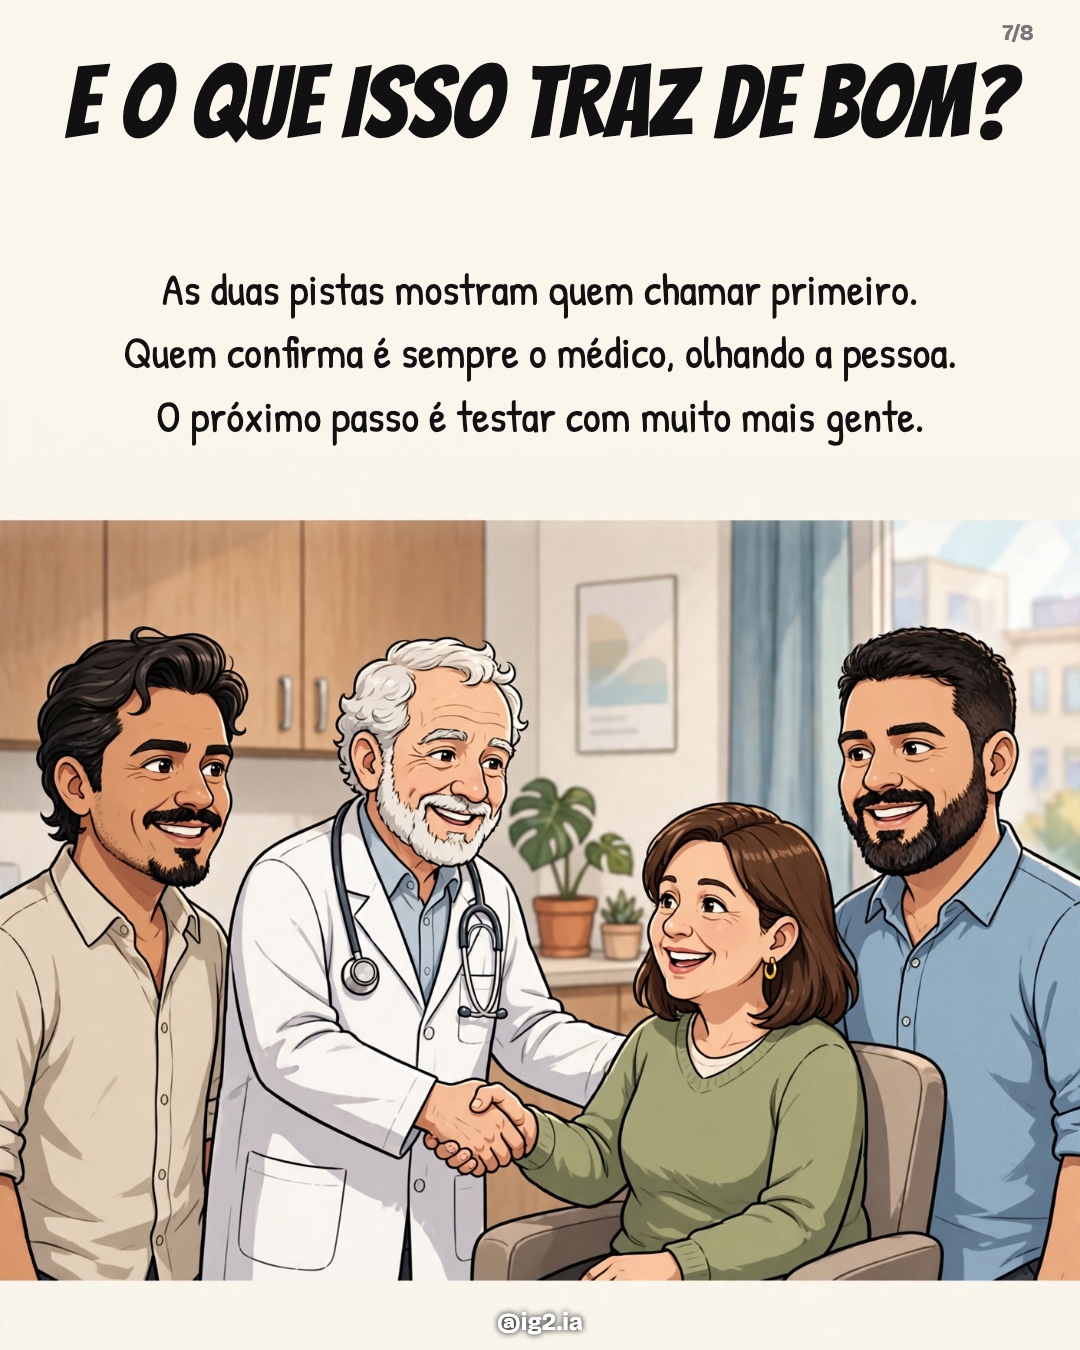 7/8
E O QUE ISSO TRAZ DE BOM?
As duas pistas mostram quem chamar primeiro.
Quem confirma é sempre o médico, olhando a pessoa.
O próximo passo é testar com muito mais gente.
@ig2.ia